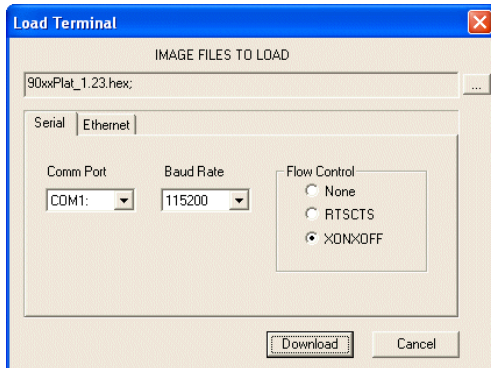 Load Terminal
IMAGE FILES TO LOAD
90xxPlat_1.23.hex;
...
Serial
Ethernet
Comm Port
Baud Rate
Flow Control
COM1:
115200
None
RTSCTS
XONXOFF
Download
Cancel